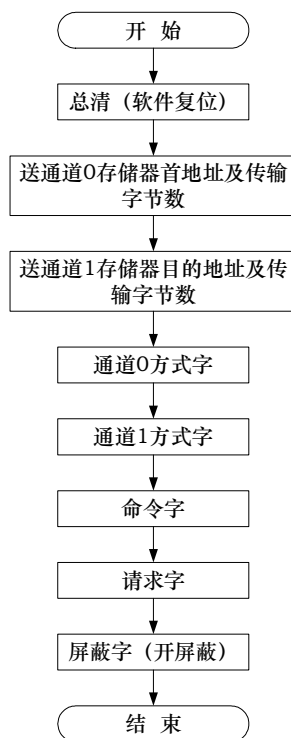 开 始
总清（软件复位）
送通道0存储器首地址及传输
字节数
送通道1存储器目的地址及传
输字节数
通道0方式字
通道1方式字
命令字
请求字
屏蔽字（开屏蔽）
结 束